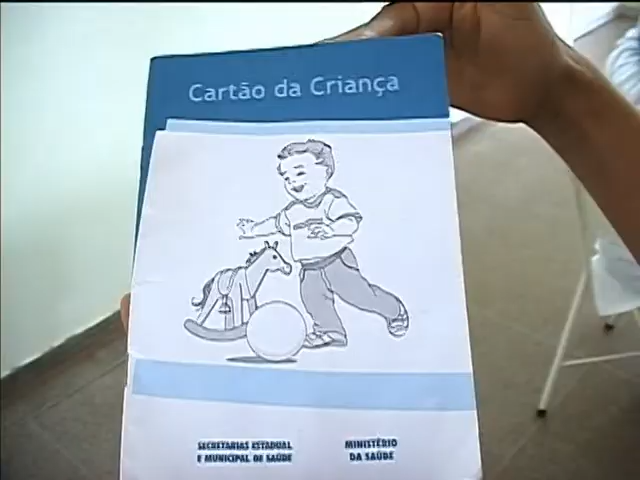 Cartão da Criança
SECRETARIAS ESTADUAL
E MUNICIPAL DE SAÚDE
MINISTÉRIO
DA SAÚDE